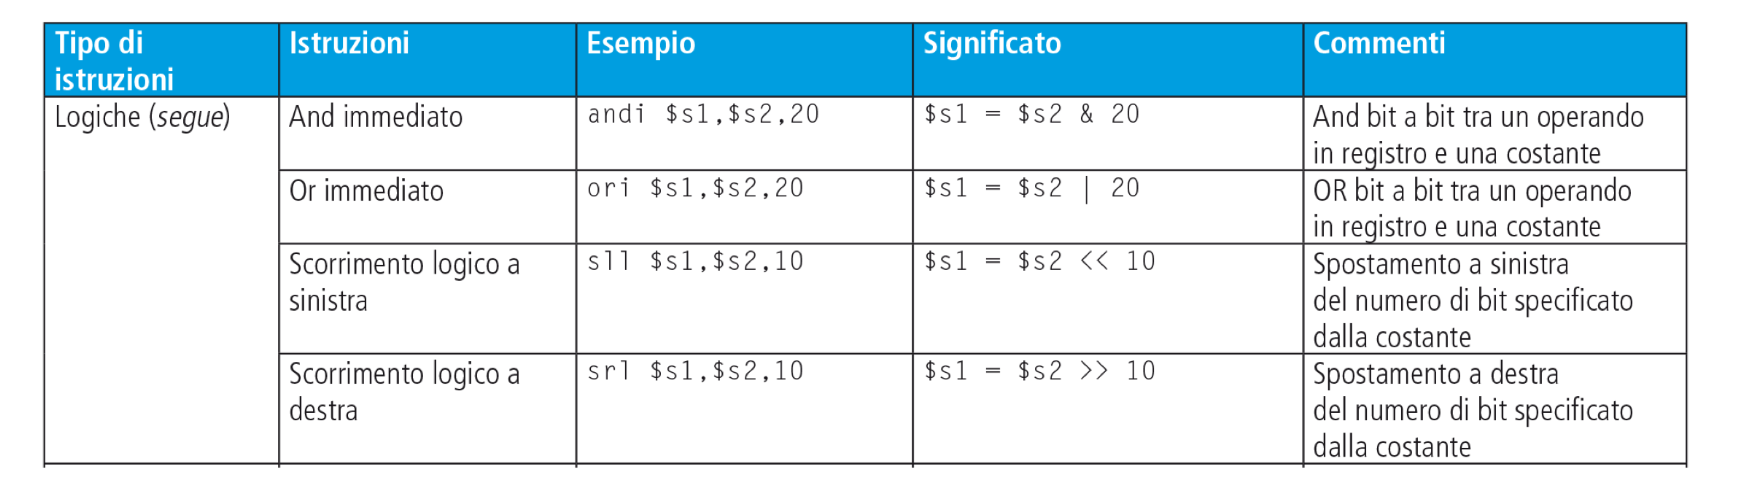 Tipo di istruzioni Istruzioni Esempio Significato Commenti
Logiche (segue) And immediato andi $s1,$s2,20 $s1 = $s2 & 20 And bit a bit tra un operando
in registro e una costante
Or immediato ori $s1,$s2,20 $s1 = $s2 | 20 OR bit a bit tra un operando
in registro e una costante
Scorrimento logico a sinistra sll $s1,$s2,10 $s1 = $s2 << 10 Spostamento a sinistra
del numero di bit specificato
dalla costante
Scorrimento logico a destra srl $s1,$s2,10 $s1 = $s2 >> 10 Spostamento a destra
del numero di bit specificato
dalla costante